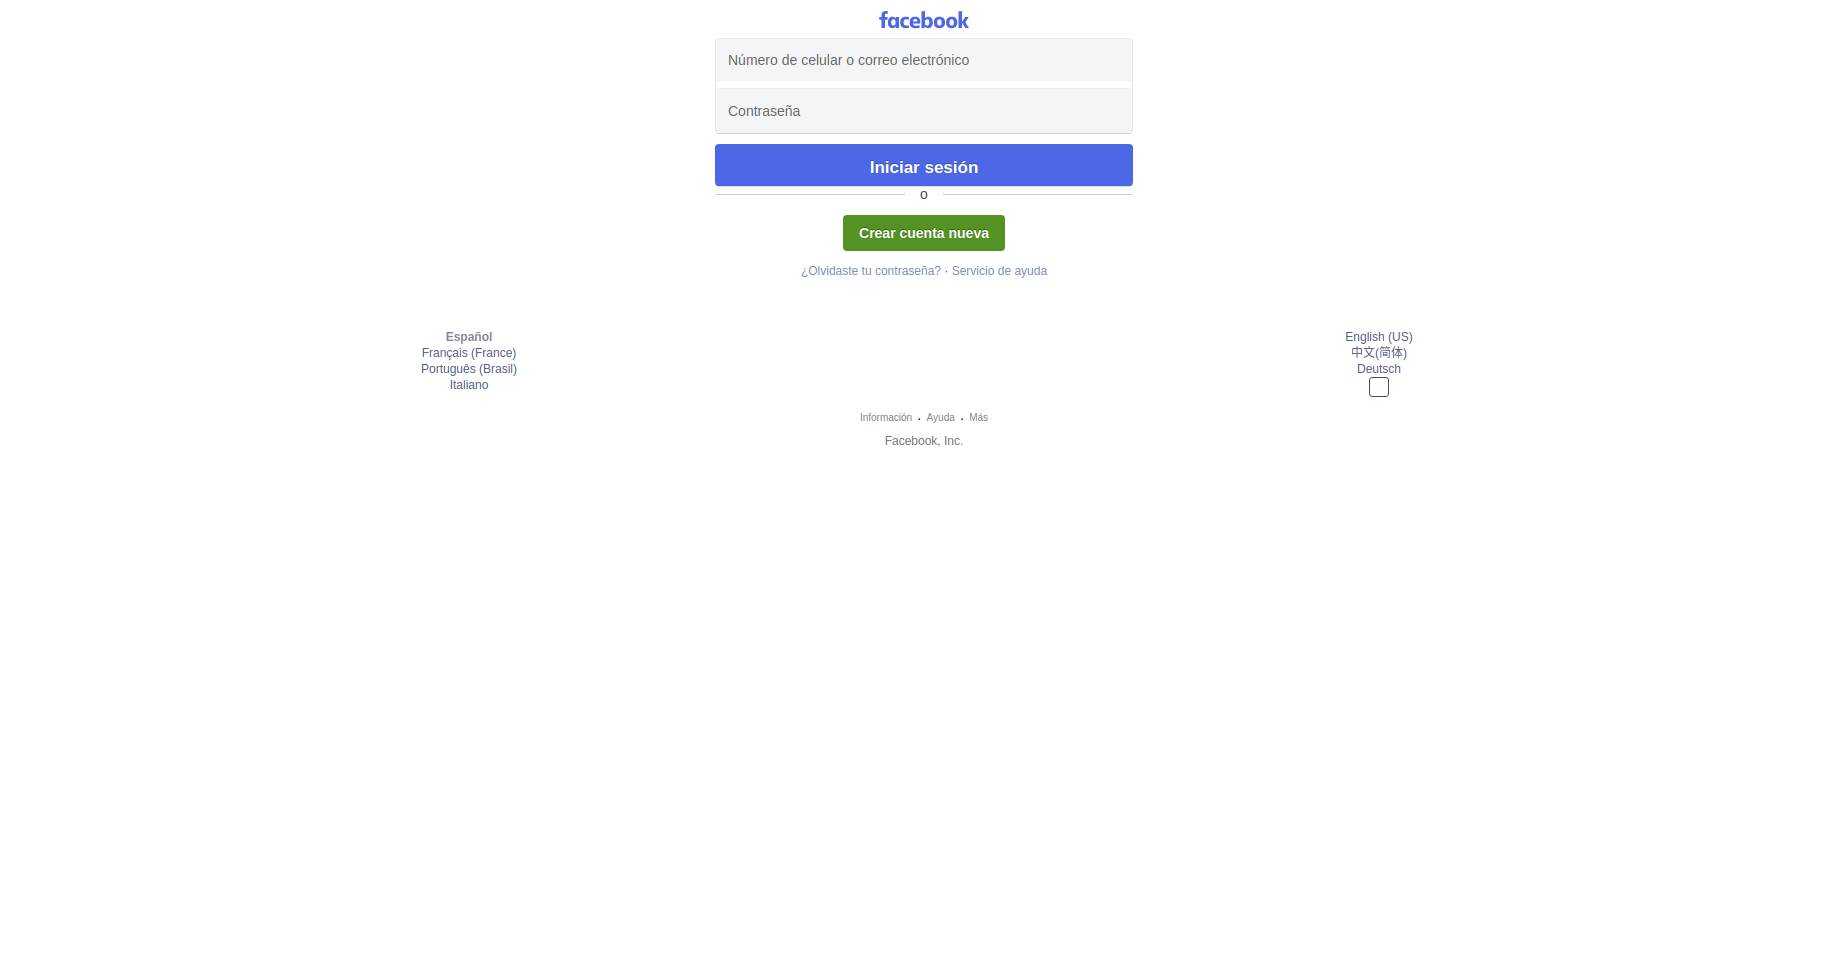 facebook
Número de celular o correo electrónico
Contraseña
Iniciar sesión
o
Crear cuenta nueva
¿Olvidaste tu contraseña? · Servicio de ayuda
Español
Français (France)
Português (Brasil)
Italiano
English (US)
中文(简体)
Deutsch
Información · Ayuda · Más
Facebook, Inc.